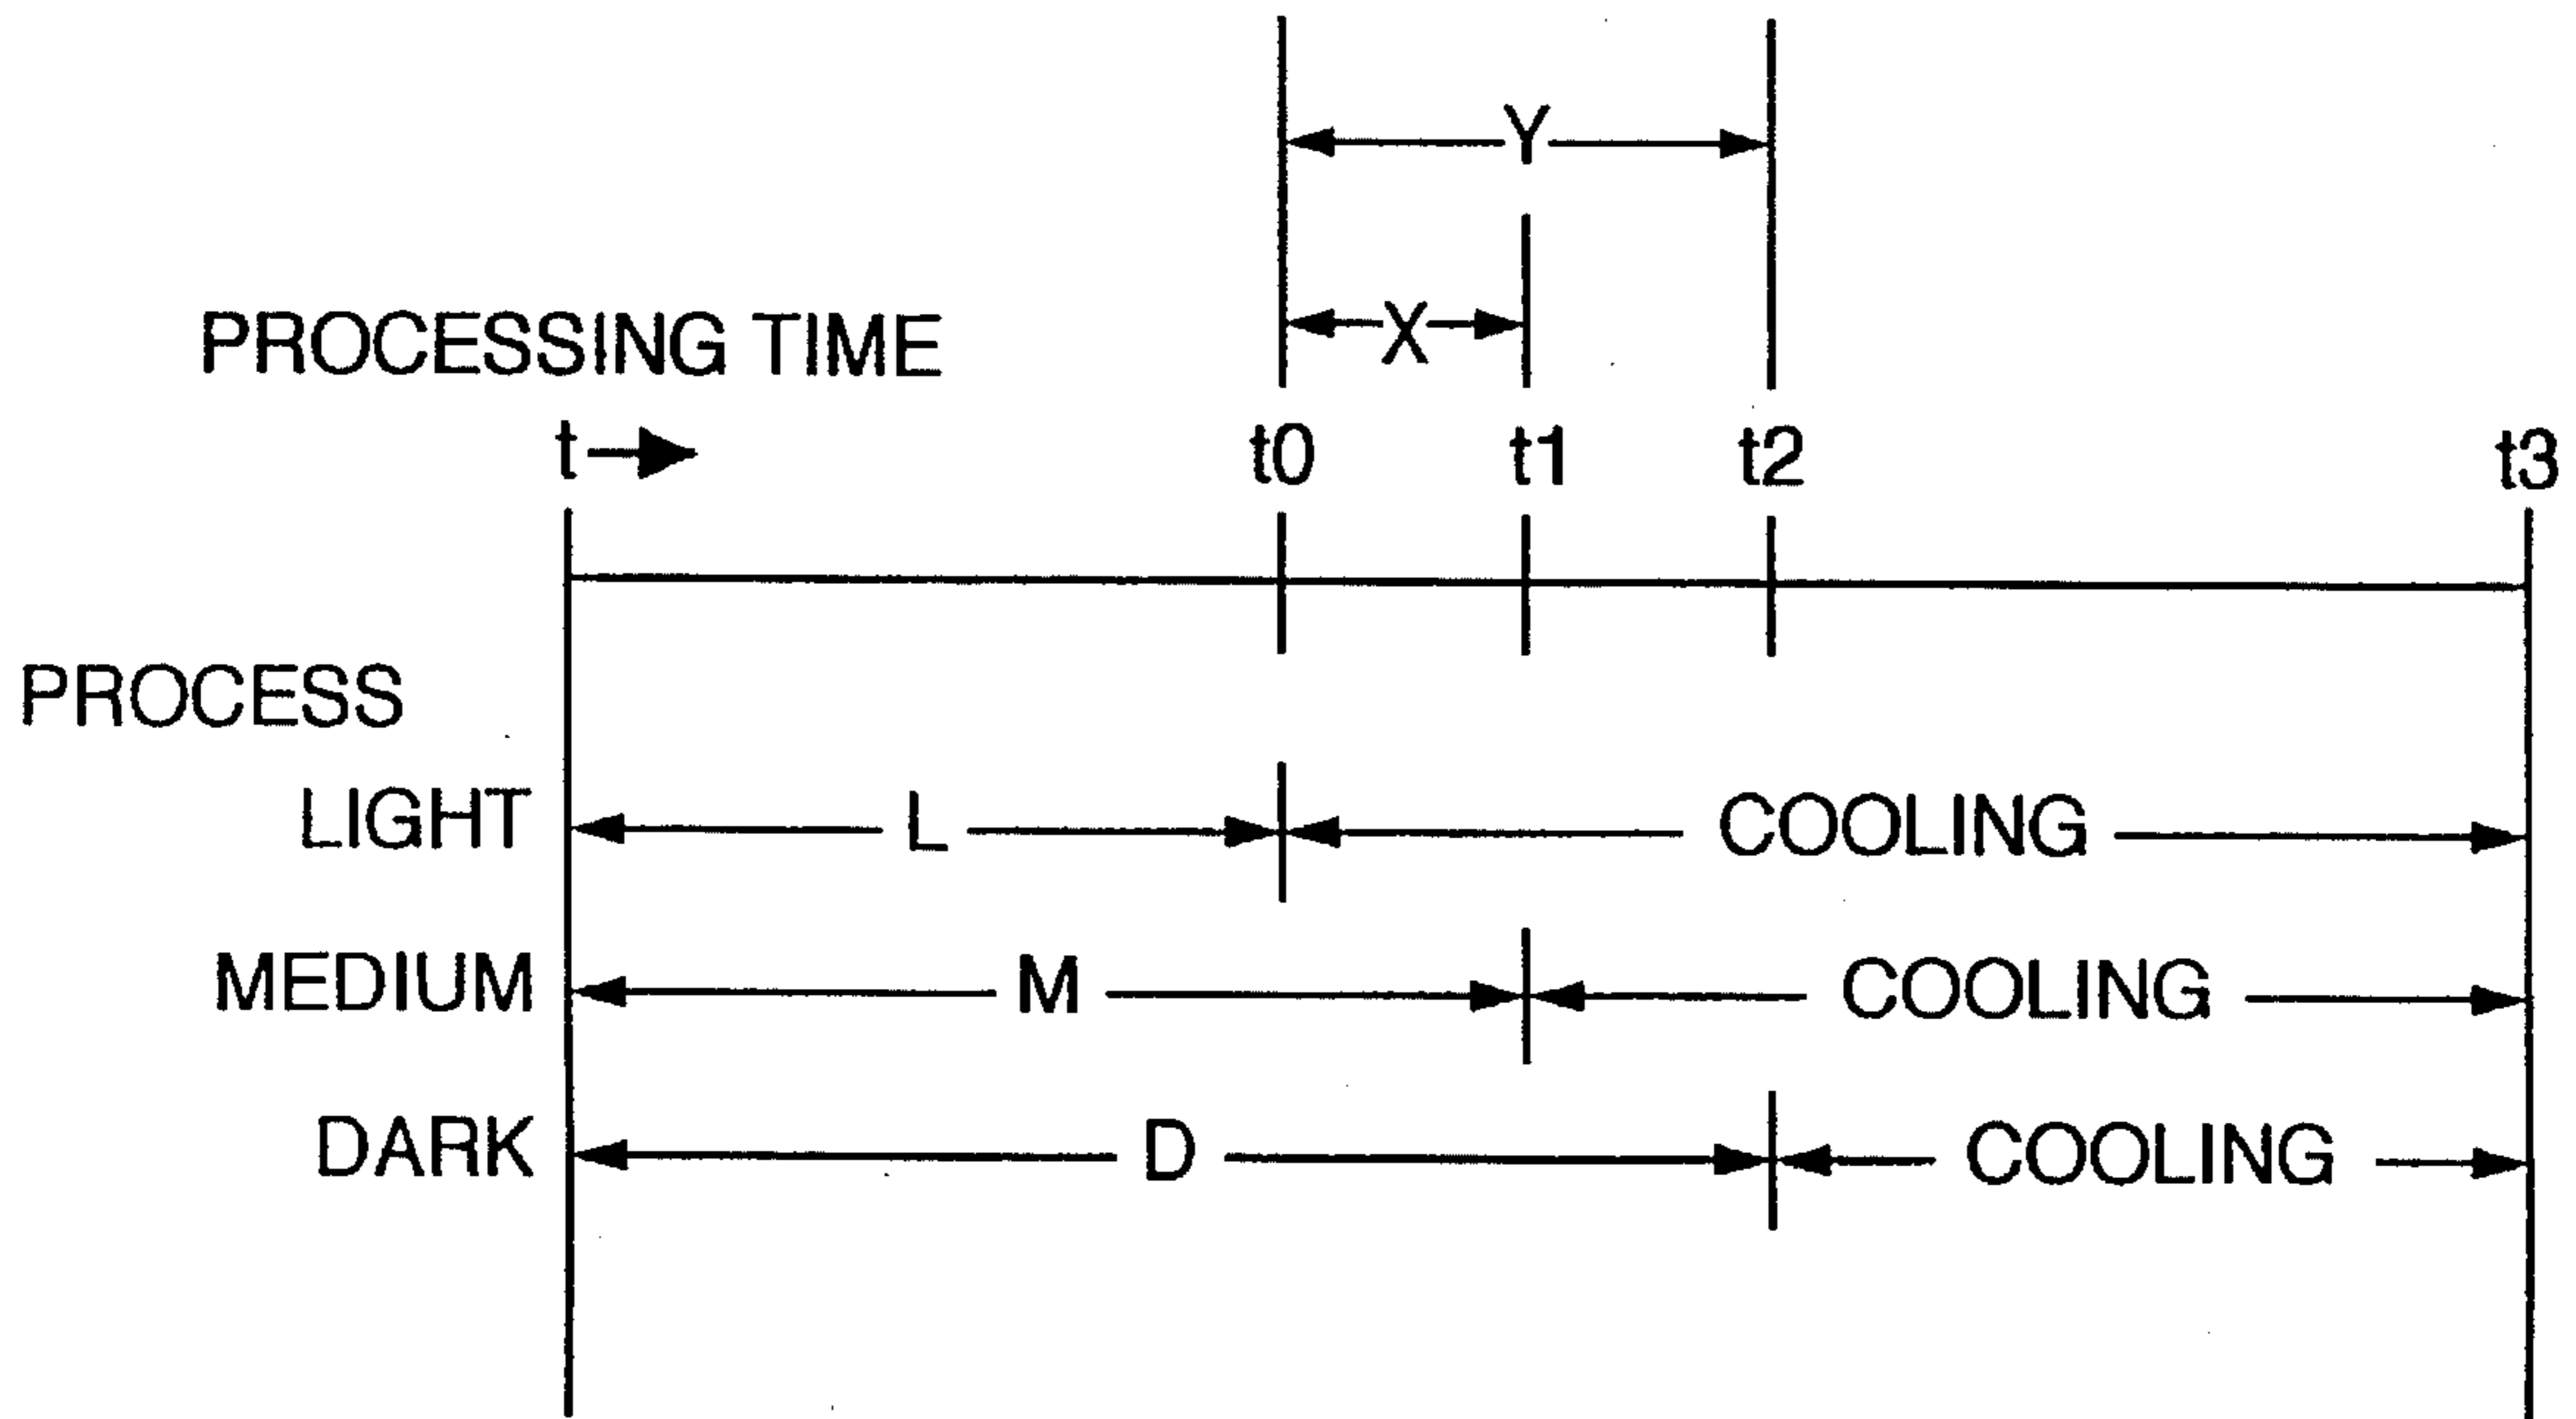 Y
X
PROCESSING TIME
t t0 t1 t2 t3
PROCESS
LIGHT L COOLING
MEDIUM M COOLING
DARK D COOLING